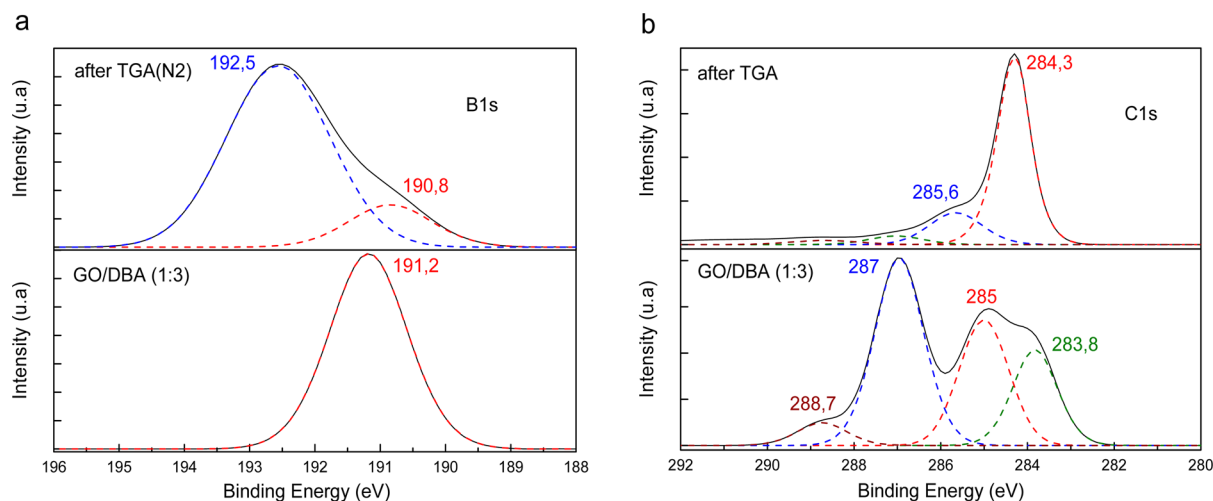 a
after TGA(N2)
192,5
B1s
190,8
Intensity (u.a)
GO/DBA (1:3)
191,2
Intensity (u.a)
196 195 194 193 192 191 190 189 188
Binding Energy (eV)
b
after TGA
284,3
C1s
285,6
Intensity (u.a)
GO/DBA (1:3)
287
285
283,8
288,7
Intensity (u.a)
292 290 288 286 284 282 280
Binding Energy (eV)